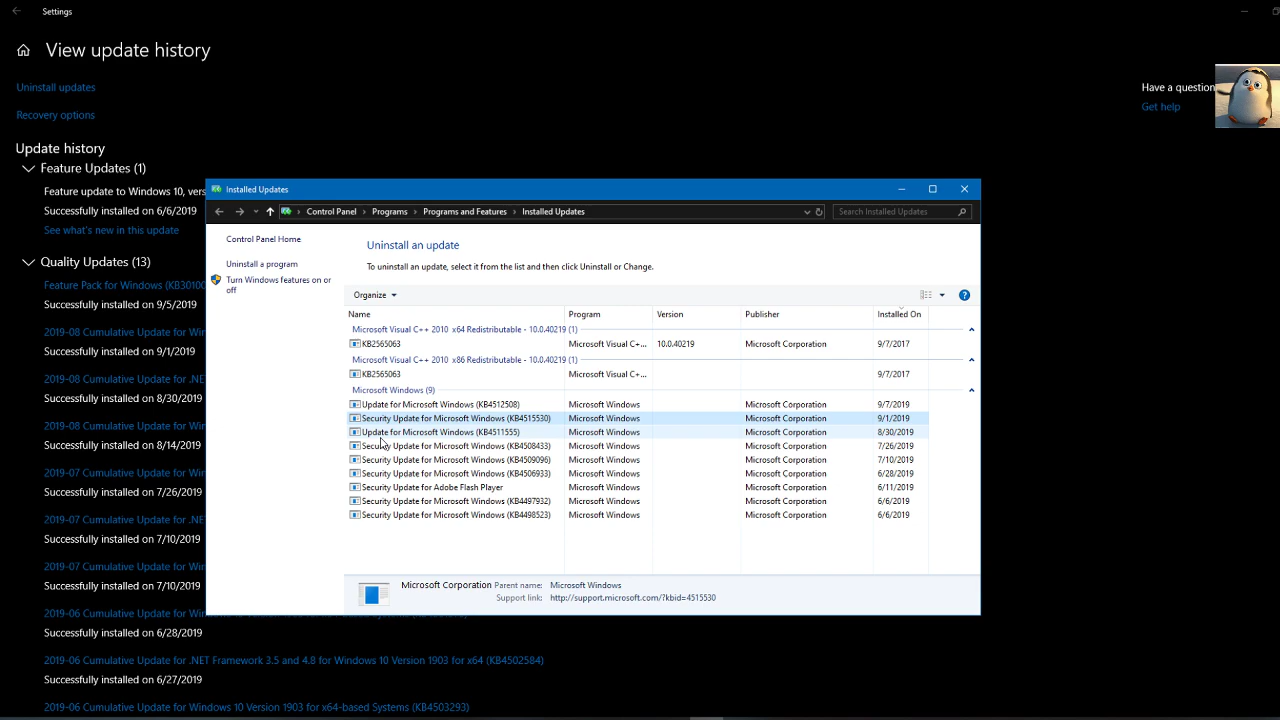 Settings
View update history
Uninstall updates
Recovery options
Have a question
Get help
Update history
Feature Updates (1)
Feature update to Windows 10, vers
Successfully installed on 6/6/2019
See what's new in this update
Quality Updates (13)
Feature Pack for Windows (KB30100
Successfully installed on 9/5/2019
2019-08 Cumulative Update for Win
Successfully installed on 9/1/2019
2019-08 Cumulative Update for .NET
Successfully installed on 8/30/2019
2019-08 Cumulative Update for Win
Successfully installed on 8/14/2019
2019-07 Cumulative Update for Win
Successfully installed on 7/26/2019
2019-07 Cumulative Update for .NET
Successfully installed on 7/10/2019
2019-07 Cumulative Update for Win
Successfully installed on 7/10/2019
2019-06 Cumulative Update for
Successfully installed on 6/28/2019
2019-06 Cumulative Update for .NET Framework 3.5 and 4.8 for Windows 10 Version 1903 for x64 (KB4502584)
Successfully installed on 6/27/2019
2019-06 Cumulative Update for Windows 10 Version 1903 for x64-based Systems (KB4503293)
Installed Updates
Control Panel > Programs > Programs and Features > Installed Updates
Search Installed Updates
Control Panel Home
Uninstall a program
Turn Windows features on or
off
Uninstall an update
To uninstall an update, select it from the list and then click Uninstall or Change.
Organize
Name Program Version Publisher Installed On
Microsoft Visual C++ 2010 x64 Redistributable - 10.0.40219 (1)
KB2565063 Microsoft Visual C+... 10.0.40219 Microsoft Corporation 9/7/2017
Microsoft Visual C++ 2010 x86 Redistributable - 10.0.40219 (1)
KB2565063 Microsoft Visual C+... Microsoft Corporation 9/7/2017
Microsoft Windows (9)
Update for Microsoft Windows (KB4512508) Microsoft Windows Microsoft Corporation 9/7/2019
Security Update for Microsoft Windows (KB4515530) Microsoft Windows Microsoft Corporation 9/1/2019
Update for Microsoft Windows (KB4511555) Microsoft Windows Microsoft Corporation 8/30/2019
Security Update for Microsoft Windows (KB4508433) Microsoft Windows Microsoft Corporation 7/26/2019
Security Update for Microsoft Windows (KB4509096) Microsoft Windows Microsoft Corporation 7/10/2019
Security Update for Microsoft Windows (KB4506933) Microsoft Windows Microsoft Corporation 6/28/2019
Security Update for Adobe Flash Player Microsoft Windows Microsoft Corporation 6/11/2019
Security Update for Microsoft Windows (KB4497932) Microsoft Windows Microsoft Corporation 6/6/2019
Security Update for Microsoft Windows (KB4498523) Microsoft Windows Microsoft Corporation 6/6/2019
Microsoft Corporation Parent name: Microsoft Windows
Support link: http://support.microsoft.com/?kbid=4515530